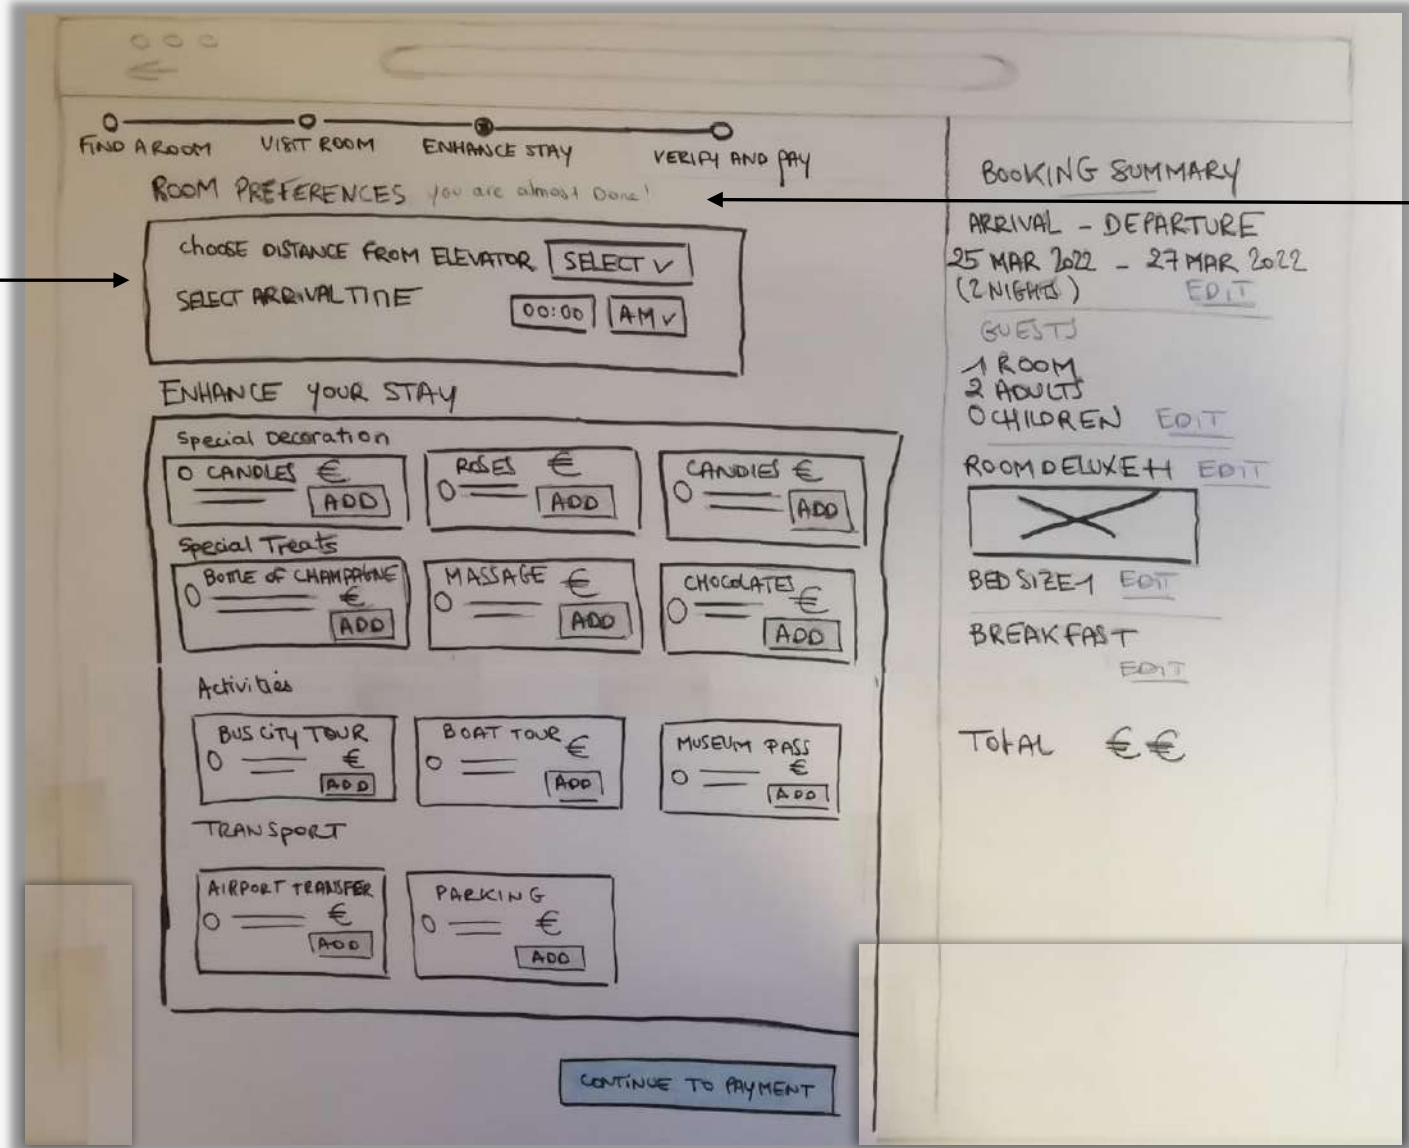 FIND A ROOM
VISIT ROOM
ENHANCE STAY
VERIFY AND PAY
ROOM PREFERENCES you are almost Done!
choose DISTANCE FROM ELEVATOR SELECT
SELECT ARRIVAL TIME 00:00 AM
ENHANCE YOUR STAY
Special Decoration
CANDLES €
ADD
ROSES €
ADD
CANDIES €
ADD
Special Treats
BOTTLE OF CHAMPAGNE
€
ADD
MASSAGE €
ADD
CHOCOLATES €
ADD
Activities
BUS CITY TOUR
€
ADD
BOAT TOUR €
ADD
MUSEUM PASS
€
ADD
TRANSPORT
AIRPORT TRANSFER
€
ADD
PARKING
€
ADD
CONTINUE TO PAYMENT
BOOKING SUMMARY
ARRIVAL - DEPARTURE
25 MAR 2022 - 27 MAR 2022
(2 NIGHTS) EDIT
GUESTS
1 ROOM
2 ADULTS
0 CHILDREN EDIT
ROOM DELUXE ++ EDIT
BED SIZE 1 EDIT
BREAKFAST
EDIT
TOTAL €€